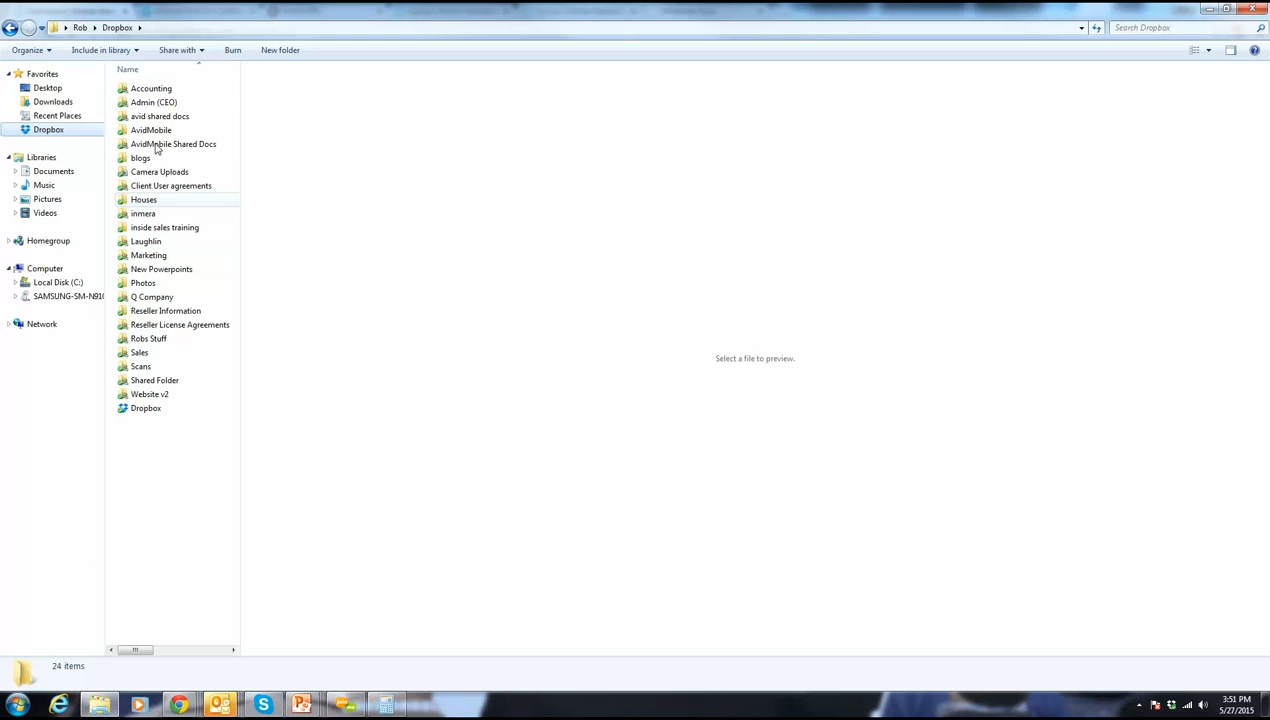 Rob Dropbox
Search Dropbox
Organize Include in library Share with Burn New folder
Name
Favorites
Desktop
Downloads
Recent Places
Dropbox
Libraries
Documents
Music
Pictures
Videos
Homegroup
Computer
Local Disk (C:)
SAMSUNG-SM-N910
Network
Accounting
Admin (CEO)
avid shared docs
AvidMobile
AvidMobile Shared Docs
blogs
Camera Uploads
Client User agreements
Houses
inmera
inside sales training
Laughlin
Marketing
New Powerpoints
Photos
Q Company
Reseller Information
Reseller License Agreements
Robs Stuff
Sales
Scans
Shared Folder
Website v2
Dropbox
Select a file to preview.
24 items
3:51 PM
5/27/2015